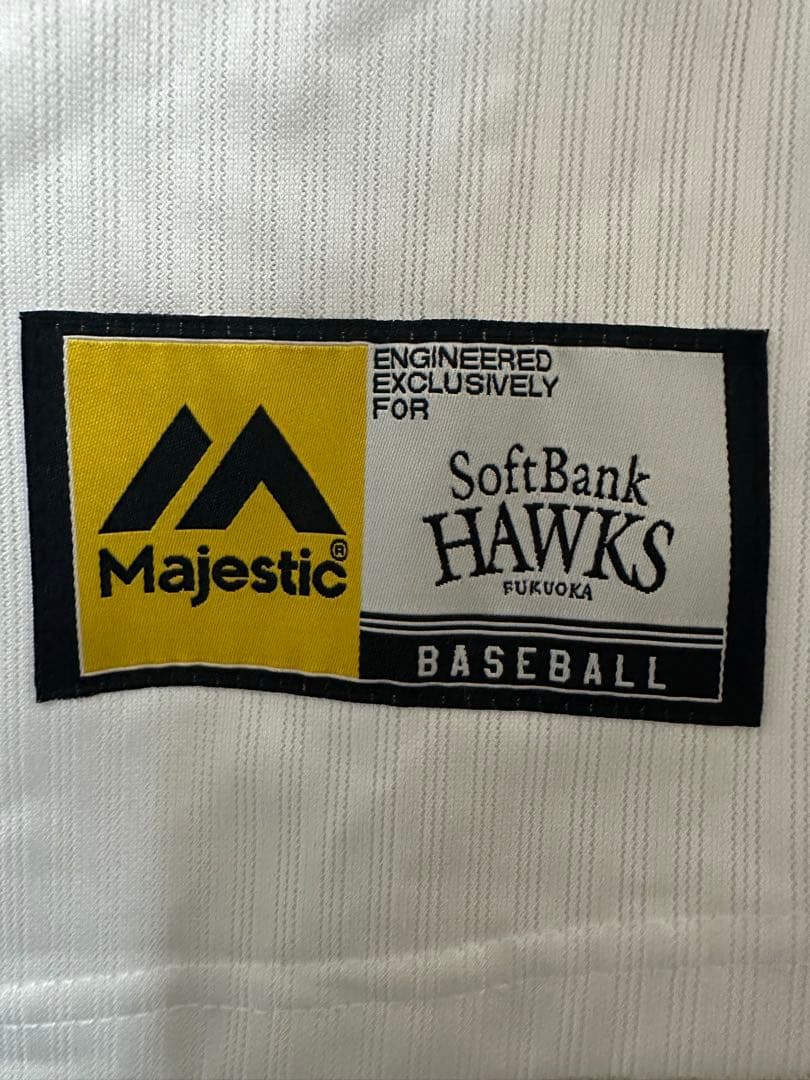 Majestic®
ENGINEERED
EXCLUSIVELY
FOR
SoftBank
HAWKS
FUKUOKA
BASEBALL